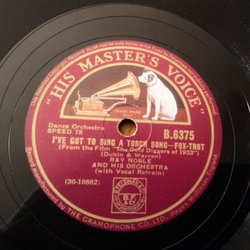 "HIS MASTER'S VOICE"
Dance Orchestra
SPEED 78
B.6375
I'VE GOT TO SING A TORCH SONG—FOX-TROT
(From the Film "The Gold Diggers of 1933")
(Dubin & Warren)
RAY NOBLE
AND HIS ORCHESTRA
(with Vocal Refrain)
(30-10882)
THE GRAMOPHONE CO. LTD.